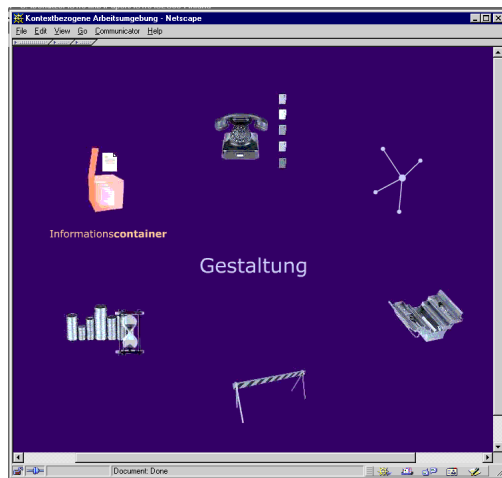 Kontextbezogene Arbeitsumgebung - Netscape
File Edit View Go Communicator Help
Informationscontainer
Gestaltung
Document: Done